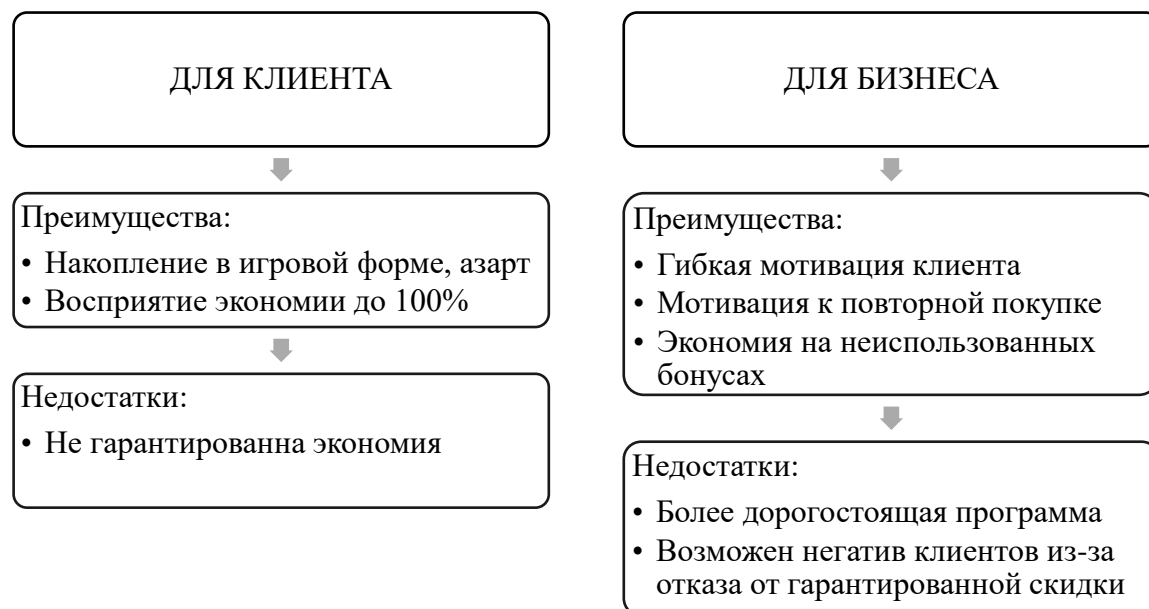 ДЛЯ КЛИЕНТА
Преимущества:
• Накопление в игровой форме, азарт
• Восприятие экономии до 100%
Недостатки:
• Не гарантированна экономия
ДЛЯ БИЗНЕСА
Преимущества:
• Гибкая мотивация клиента
• Мотивация к повторной покупке
• Экономия на неиспользованных
бонусах
Недостатки:
• Более дорогостоящая программа
• Возможен негатив клиентов из-за
отказа от гарантированной скидки